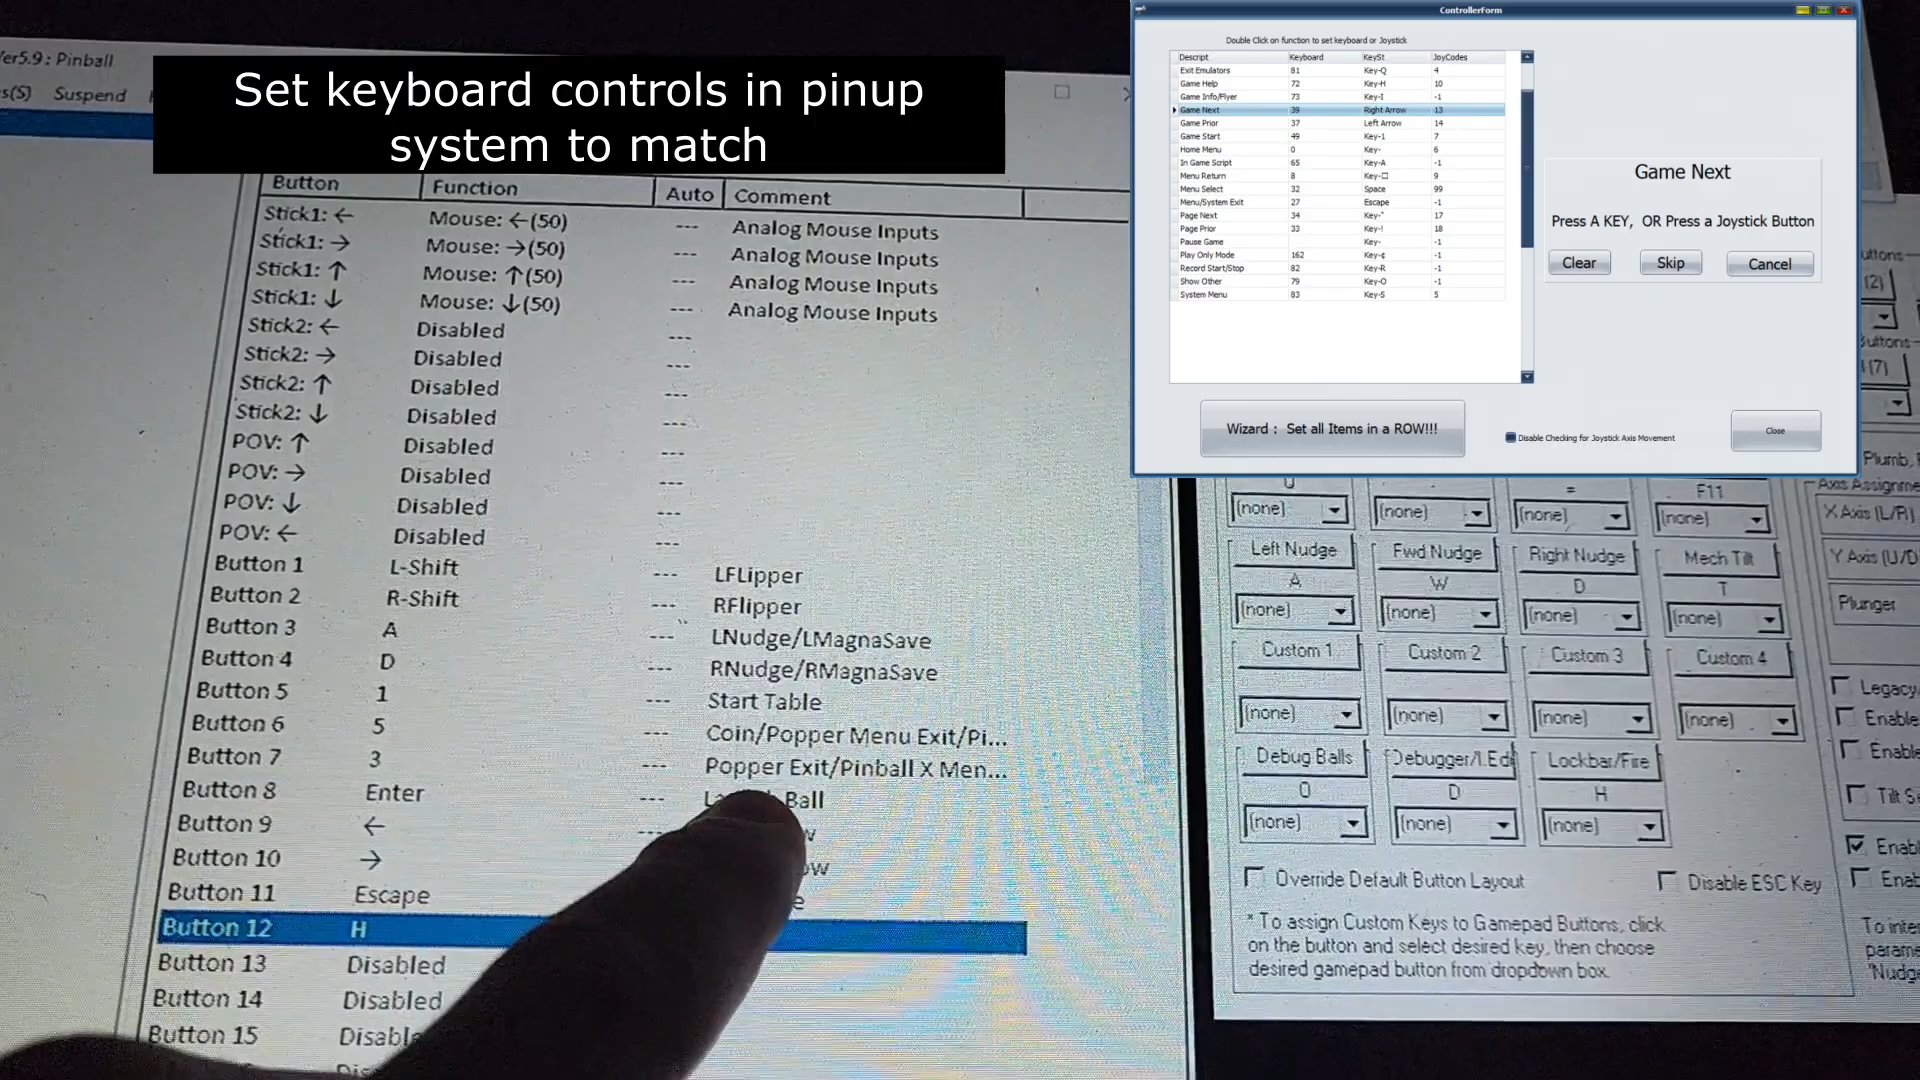 Ver5.9 : Pinball
Suspend
Set keyboard controls in pinup
system to match
Button Function Auto Comment
Stick1: ← Mouse: ←(50) --- Analog Mouse Inputs
Stick1: → Mouse: →(50) --- Analog Mouse Inputs
Stick1: ↑ Mouse: ↑(50) --- Analog Mouse Inputs
Stick1: ↓ Mouse: ↓(50) --- Analog Mouse Inputs
Stick2: ← Disabled ---
Stick2: → Disabled ---
Stick2: ↑ Disabled ---
Stick2: ↓ Disabled ---
POV: ↑ Disabled ---
POV: → Disabled ---
POV: ↓ Disabled ---
POV: ← Disabled ---
Button 1 L-Shift --- LFLipper
Button 2 R-Shift --- RFlipper
Button 3 A --- LNudge/LMagnaSave
Button 4 D --- RNudge/RMagnaSave
Button 5 1 --- Start Table
Button 6 5 --- Coin/Popper Menu Exit/Pi...
Button 7 3 --- Popper Exit/Pinball X Men...
Button 8 Enter --- Ball
Button 9 ←
Button 10 →
Button 11 Escape
Button 12 H
Button 13 Disabled
Button 14 Disabled
Button 15
ControllerForm
Double Click on function to set keyboard or Joystick
Descript Keyboard KeySt JoyCodes
Exit Emulators 81 Key-Q 4
Game Help 72 Key-H 10
Game Info/Flyer 73 Key-I -1
Game Next 39 Right Arrow 13
Game Prior 37 Left Arrow 14
Game Start 49 Key-1 7
Home Menu 0 Key- 6
In Game Script 65 Key-A -1
Menu Return 8 Key-□ 9
Menu Select 32 Space 99
Menu/System Exit 27 Escape -1
Page Next 34 Key-" 17
Page Prior 33 Key-! 18
Pause Game Key- -1
Play Only Mode 162 Key-¢ -1
Record Start/Stop 82 Key-R -1
Show Other 79 Key-O -1
System Menu 83 Key-S 5
Game Next
Press A KEY, OR Press a Joystick Button
Clear Skip Cancel
Wizard : Set all Items in a ROW!!!
Disable Checking for Joystick Axis Movement
Close
(2)
(7)
Plumb,
= F11
(none) (none) (none) (none)
Left Nudge Fwd Nudge Right Nudge Mech Tilt
A W D T
(none) (none) (none) (none)
Custom 1 Custom 2 Custom 3 Custom 4
(none) (none) (none) (none)
Debug Balls Debugger/I.Edi Lockbar/Fire
O D H
(none) (none) (none)
Override Default Button Layout Disable ESC Key
* To assign Custom Keys to Gamepad Buttons, click
on the button and select desired key, then choose
desired gamepad button from dropdown box.
X Axis (L/R)
Y Axis (U/D)
Plunger
Legacy